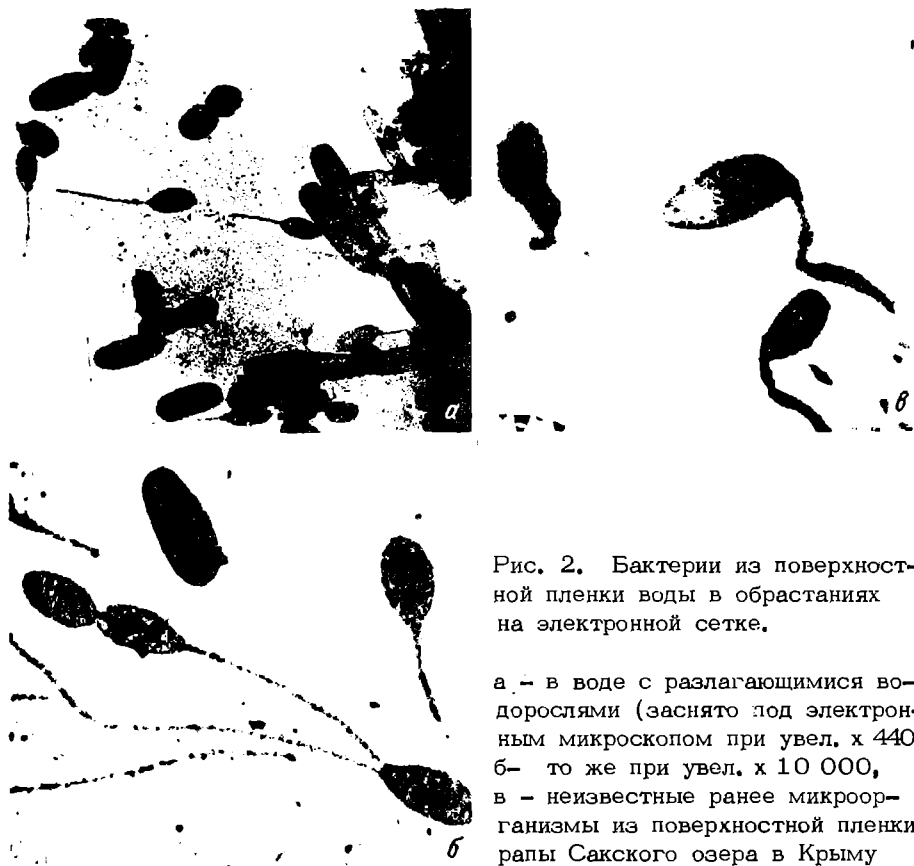 а
в
б
Рис. 2. Бактерии из поверхност-
ной пленки воды в обрастаниях
на электронной сетке.
а - в воде с разлагающимися во-
дорослями (заснято под электрон-
ным микроскопом при увел. х 440
б- то же при увел. х 10 000,
в - неизвестные ранее микроор-
ганизмы из поверхностной пленки
рапы Сакского озера в Крыму